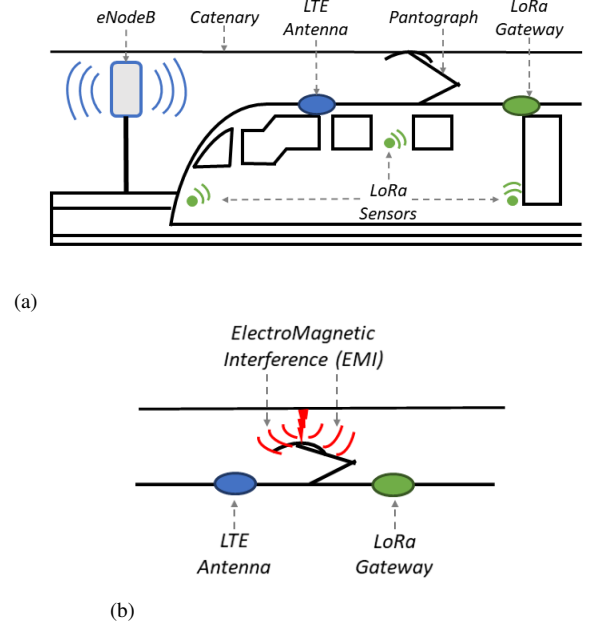 eNodeB
Catenary
LTE
Antenna
Pantograph
LoRa
Gateway
LoRa
Sensors
(a)
ElectroMagnetic
Interference (EMI)
LTE
Antenna
LoRa
Gateway
(b)